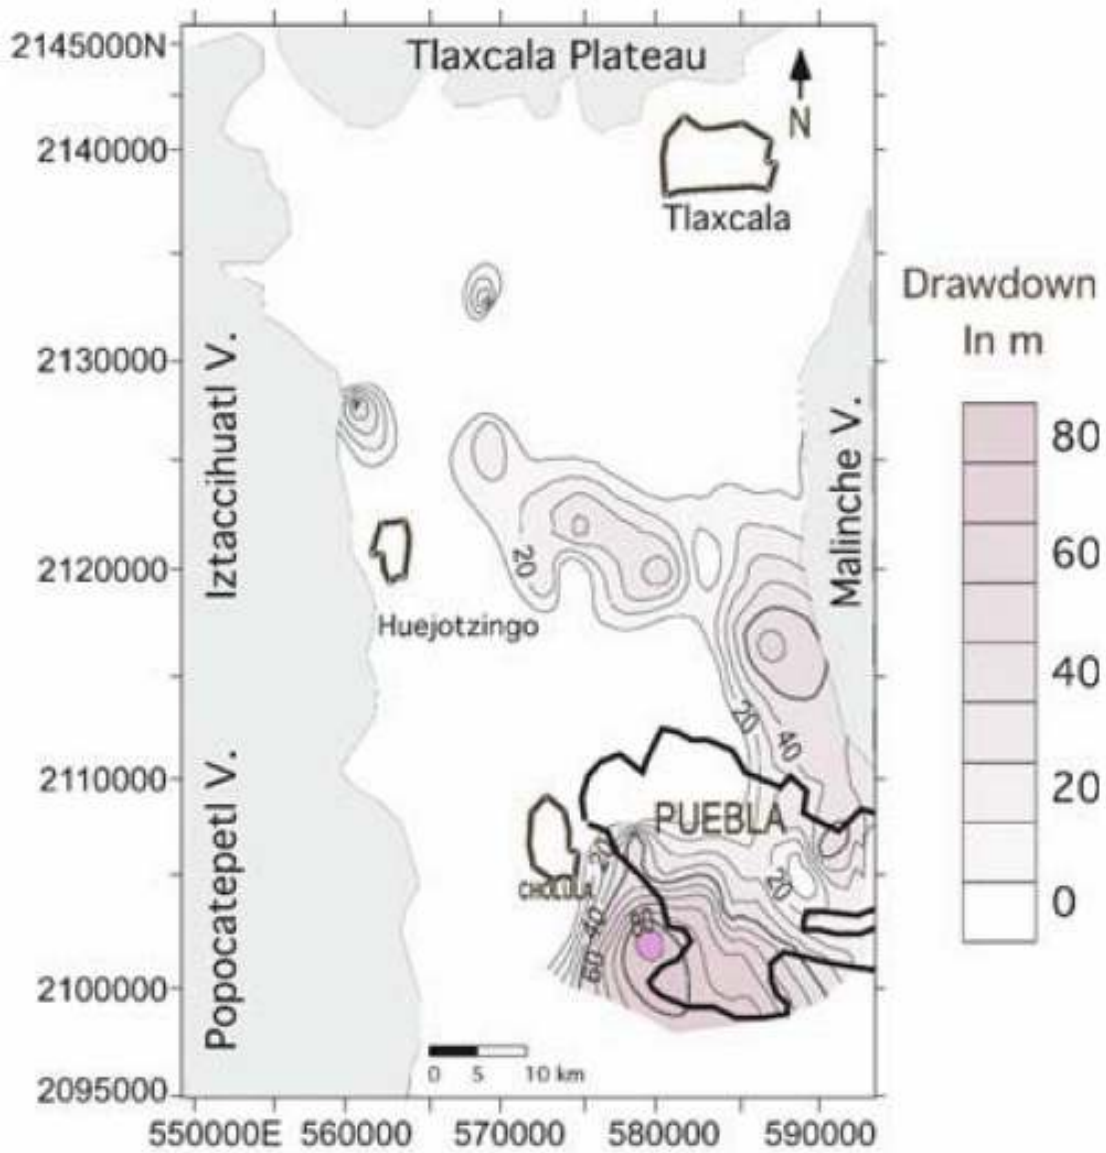 2145000N
Tlaxcala Plateau
N
2140000
Tlaxcala
Drawdown
In m
2130000
Iztaccihuatl V.
Malinche V.
80
60
40
20
0
20
2120000
Huejotzingo
20
40
2110000
Popocatepetl V.
PUEBLA
20
20
CHOLULA
40
80
60
2100000
0 5 10 km
2095000
550000E 560000 570000 580000 590000